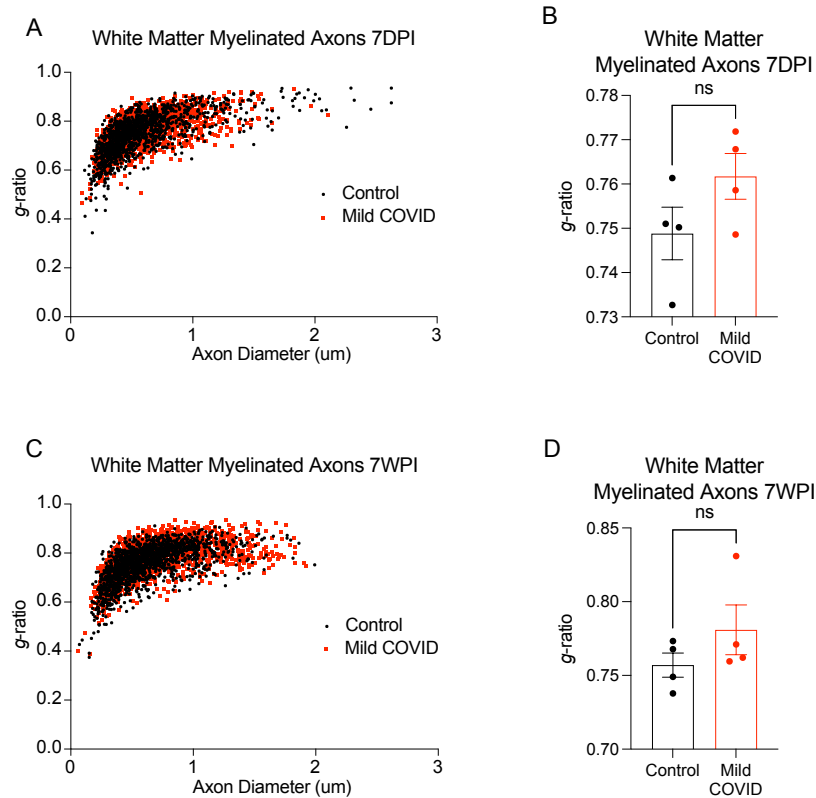 A
White Matter Myelinated Axons 7DPI
1.0
0.8
0.6
0.4
0.2
0.0
g-ratio
0
1
2
3
Axon Diameter (um)
Control
Mild COVID
B
White Matter
Myelinated Axons 7DPI
ns
0.78
0.77
0.76
0.75
0.74
0.73
g-ratio
Control
Mild
COVID
C
White Matter Myelinated Axons 7WPI
1.0
0.8
0.6
0.4
0.2
0.0
g-ratio
0
1
2
3
Axon Diameter (um)
Control
Mild COVID
D
White Matter
Myelinated Axons 7WPI
ns
0.85
0.80
0.75
0.70
g-ratio
Control
Mild
COVID